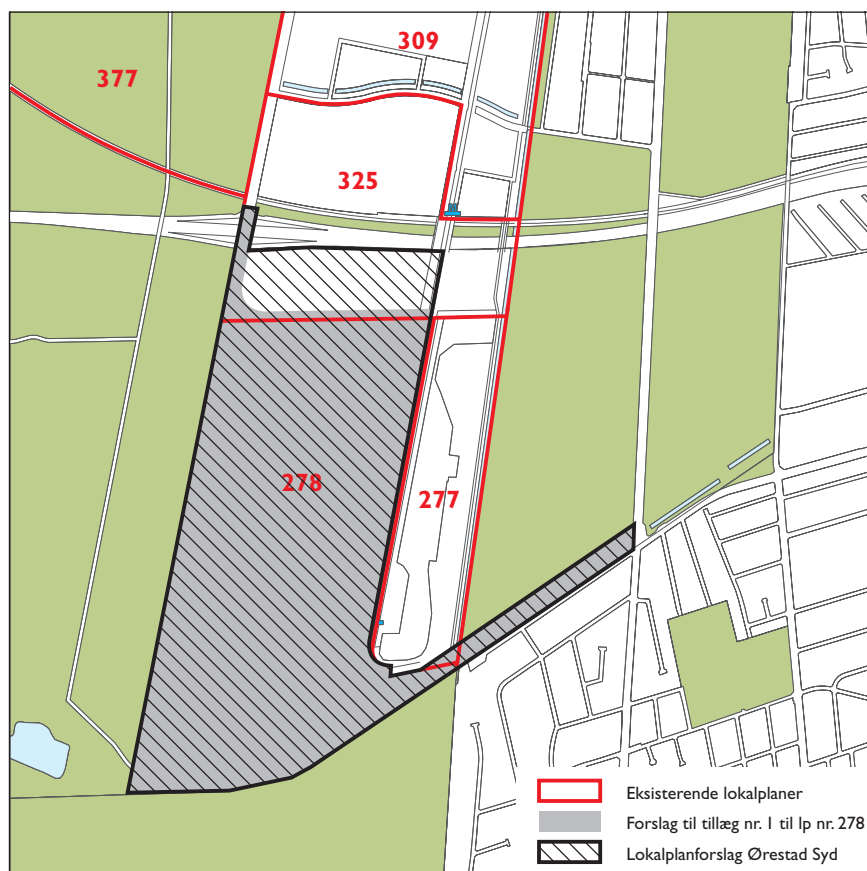 309
377
325
278
277
Eksisterende lokalplaner
Forslag til tillæg nr. 1 til lp nr. 278
Lokalplanforslag Ørestad Syd